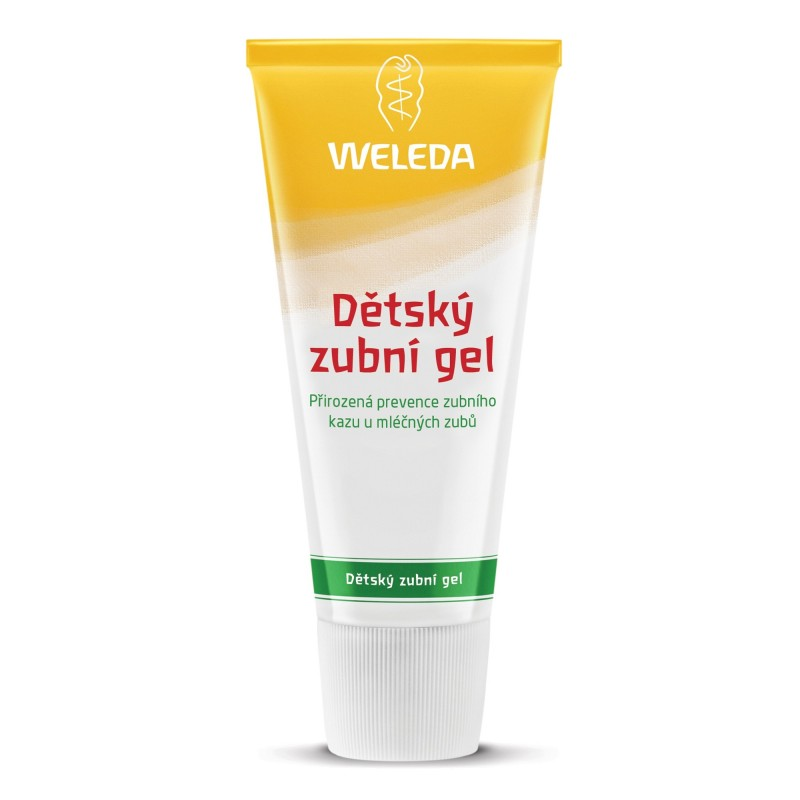 WELEDA
Dětský
zubní gel
Přirozená prevence zubního
kazu u mléčných zubů
Dětský zubní gel